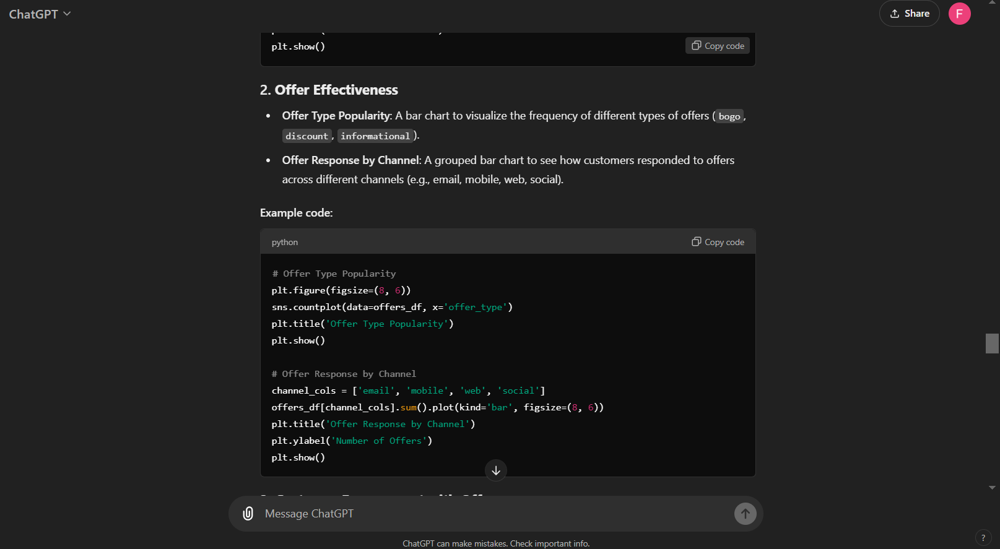 ChatGPT
Share
F
plt.show()
Copy code
2. Offer Effectiveness
• Offer Type Popularity: A bar chart to visualize the frequency of different types of offers ( bogo ,
discount , informational ).
• Offer Response by Channel: A grouped bar chart to see how customers responded to offers
across different channels (e.g., email, mobile, web, social).
Example code:
python
Copy code
# Offer Type Popularity
plt.figure(figsize=(8, 6))
sns.countplot(data=offers_df, x='offer_type')
plt.title('Offer Type Popularity')
plt.show()
# Offer Response by Channel
channel_cols = ['email', 'mobile', 'web', 'social']
offers_df[channel_cols].sum().plot(kind='bar', figsize=(8, 6))
plt.title('Offer Response by Channel')
plt.ylabel('Number of Offers')
plt.show()
Message ChatGPT
ChatGPT can make mistakes. Check important info.
?